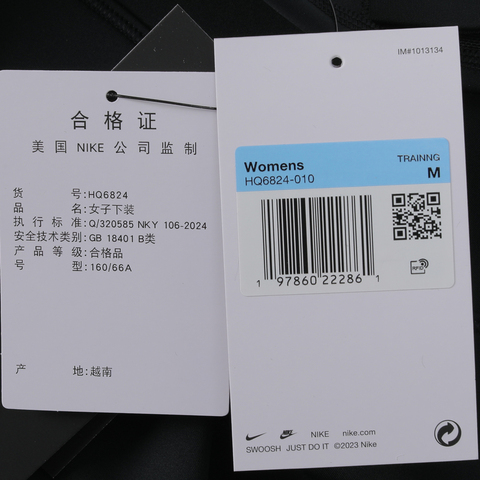 合格证
美国 NIKE 公司监制
货号:HQ6824
品名:女子下装
执行标准:Q/320585 NKY 106-2024
安全技术类别:GB 18401 B类
产品等级:合格品
号型:160/66A
产地:越南
IM#1013134
Womens
HQ6824-010
TRAINNG
M
1 97860 22286 1
RFID
NIKE nike.com
SWOOSH JUST DO IT ©2023 Nike